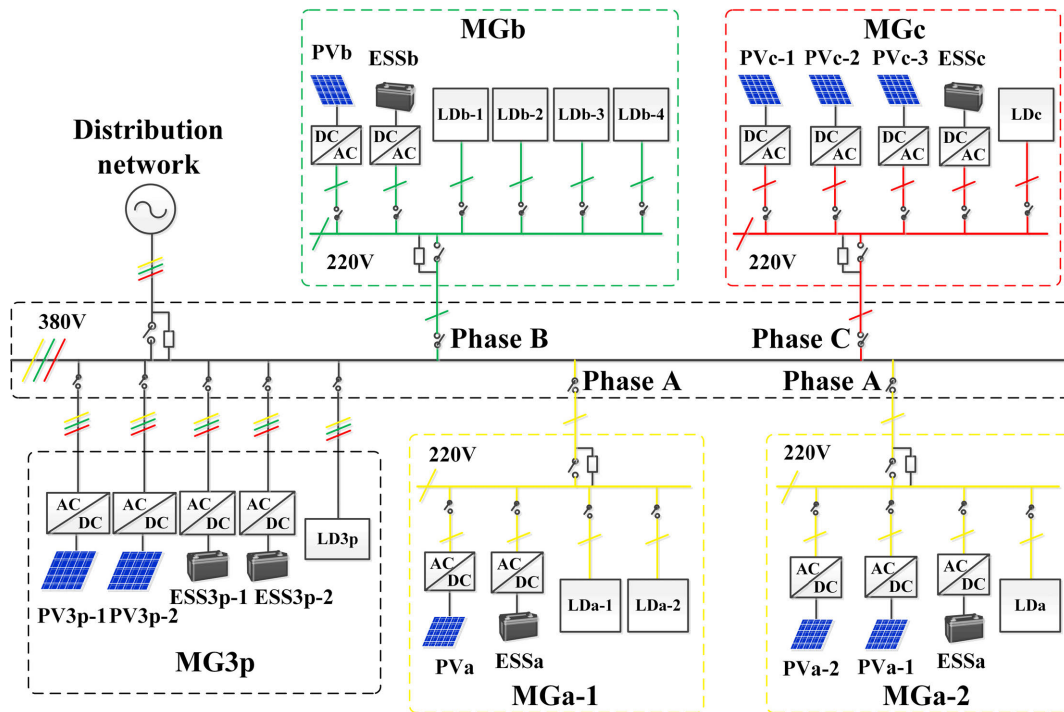 MGb
PVb
ESSb
DC
AC
DC
AC
LDb-1
LDb-2
LDb-3
LDb-4
220V
MGc
PVc-1
PVc-2
PVc-3
ESSc
DC
AC
DC
AC
DC
AC
DC
AC
LDc
220V
Distribution
network
380V
Phase B
Phase C
Phase A
Phase A
AC
DC
AC
DC
AC
DC
AC
DC
LD3p
PV3p-1
PV3p-2
ESS3p-1
ESS3p-2
MG3p
220V
AC
DC
AC
DC
LDa-1
LDa-2
PVa
ESSa
MGa-1
220V
AC
DC
AC
DC
AC
DC
LDa
PVa-2
PVa-1
ESSa
MGa-2